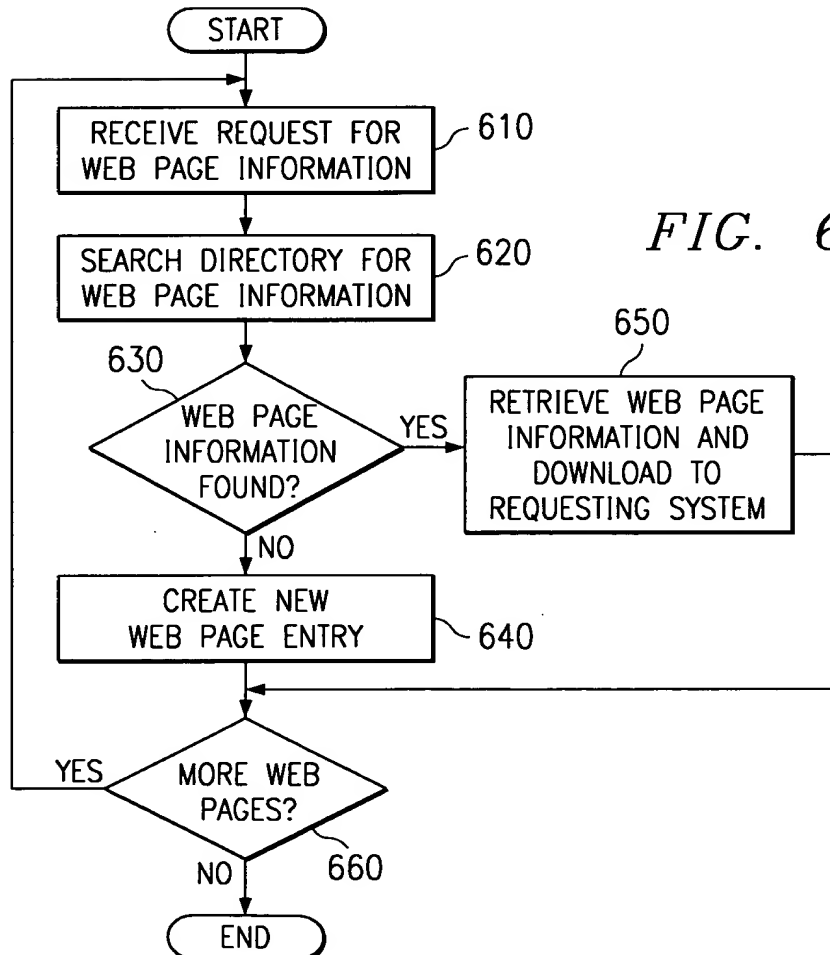 START
RECEIVE REQUEST FOR
WEB PAGE INFORMATION
610
SEARCH DIRECTORY FOR
WEB PAGE INFORMATION
620
FIG. 6
630
WEB PAGE
INFORMATION
FOUND?
YES
650
RETRIEVE WEB PAGE
INFORMATION AND
DOWNLOAD TO
REQUESTING SYSTEM
NO
CREATE NEW
WEB PAGE ENTRY
640
YES
MORE WEB
PAGES?
660
NO
END